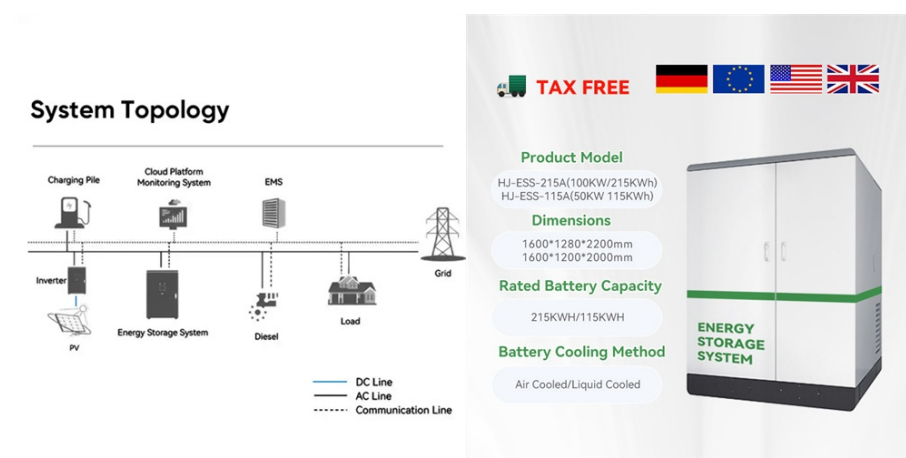 System Topology
Charging Pile
Cloud Platform
Monitoring System
EMS
Grid
Inverter
PV
Energy Storage System
Diesel
Load
DC Line
AC Line
Communication Line
TAX FREE
Product Model
HJ-ESS-215A(100KW/215KWh)
HJ-ESS-115A(50KW 115KWh)
Dimensions
1600*1280*2200mm
1600*1200*2000mm
Rated Battery Capacity
215KWH/115KWH
Battery Cooling Method
Air Cooled/Liquid Cooled
ENERGY
STORAGE
SYSTEM